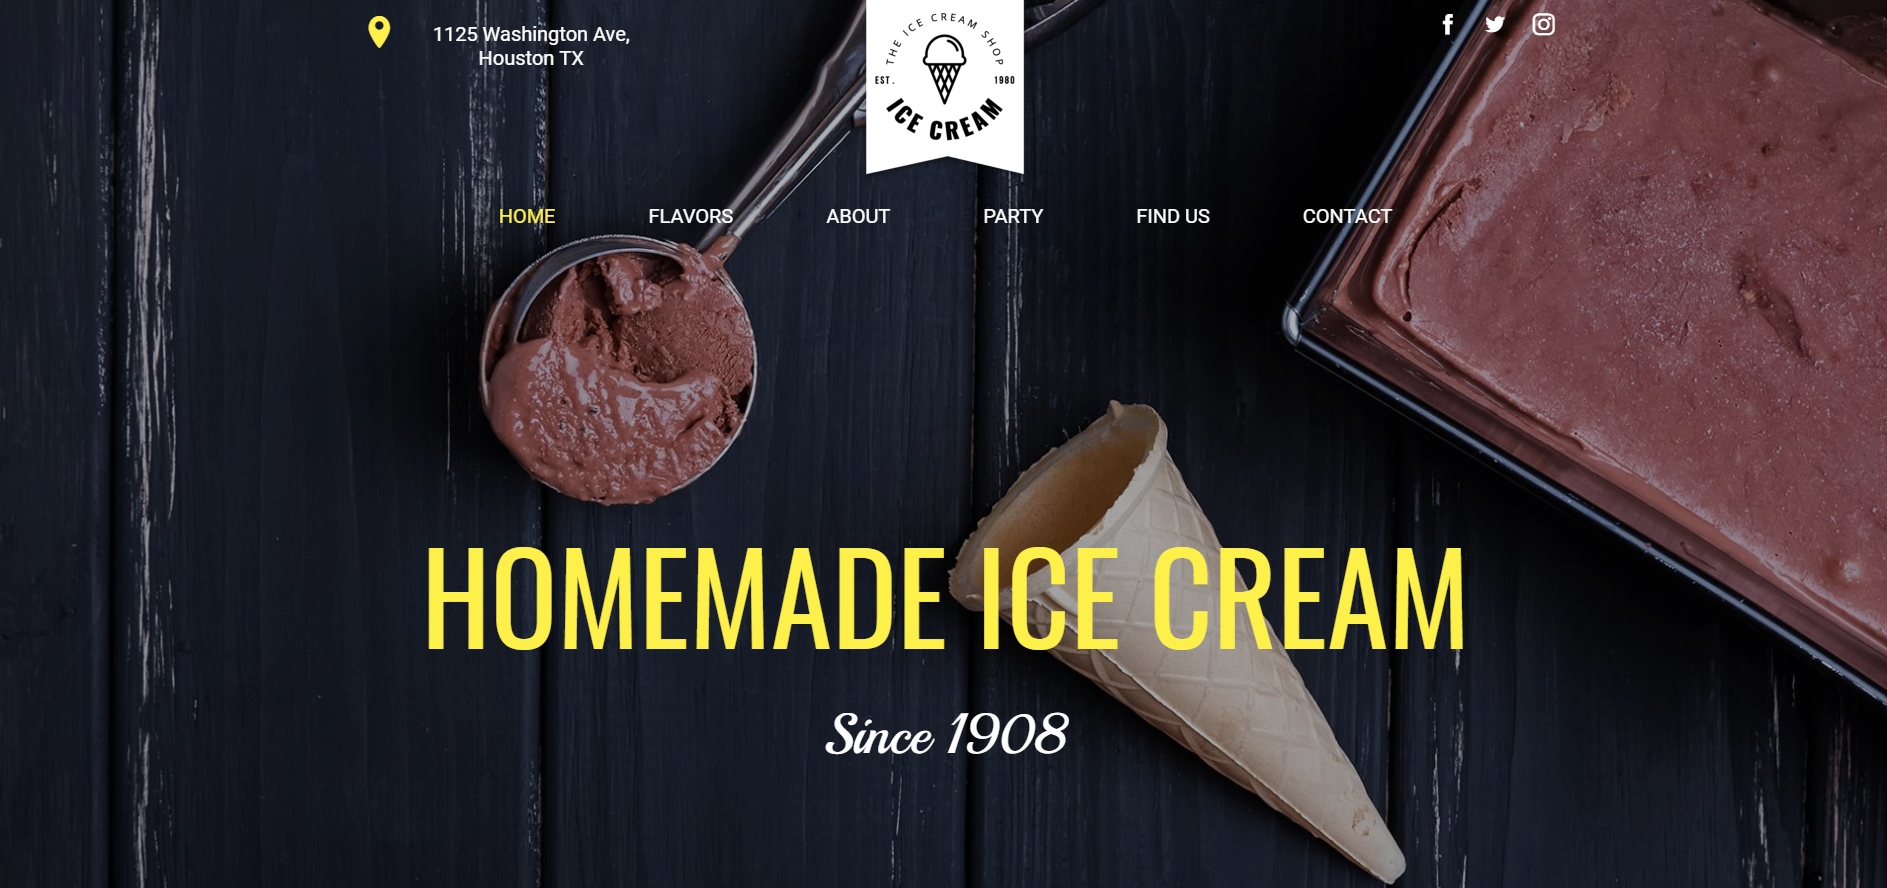 1125 Washington Ave,
Houston TX
THE ICE CREAM SHOP
EST. 1980
ICE CREAM
HOME FLAVORS ABOUT PARTY FIND US CONTACT
HOMEMADE ICE CREAM
Since 1908